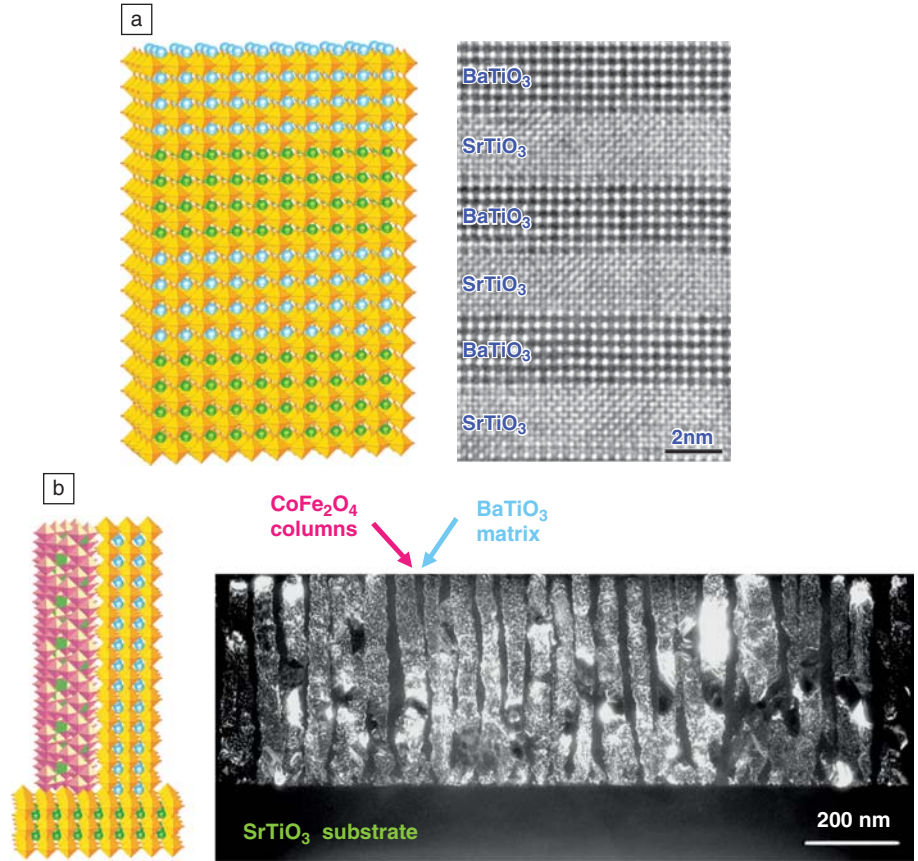 a
BaTiO₃
SrTiO₃
BaTiO₃
SrTiO₃
BaTiO₃
SrTiO₃
2nm
b
CoFe₂O₄
columns
BaTiO₃
matrix
SrTiO₃ substrate
200 nm